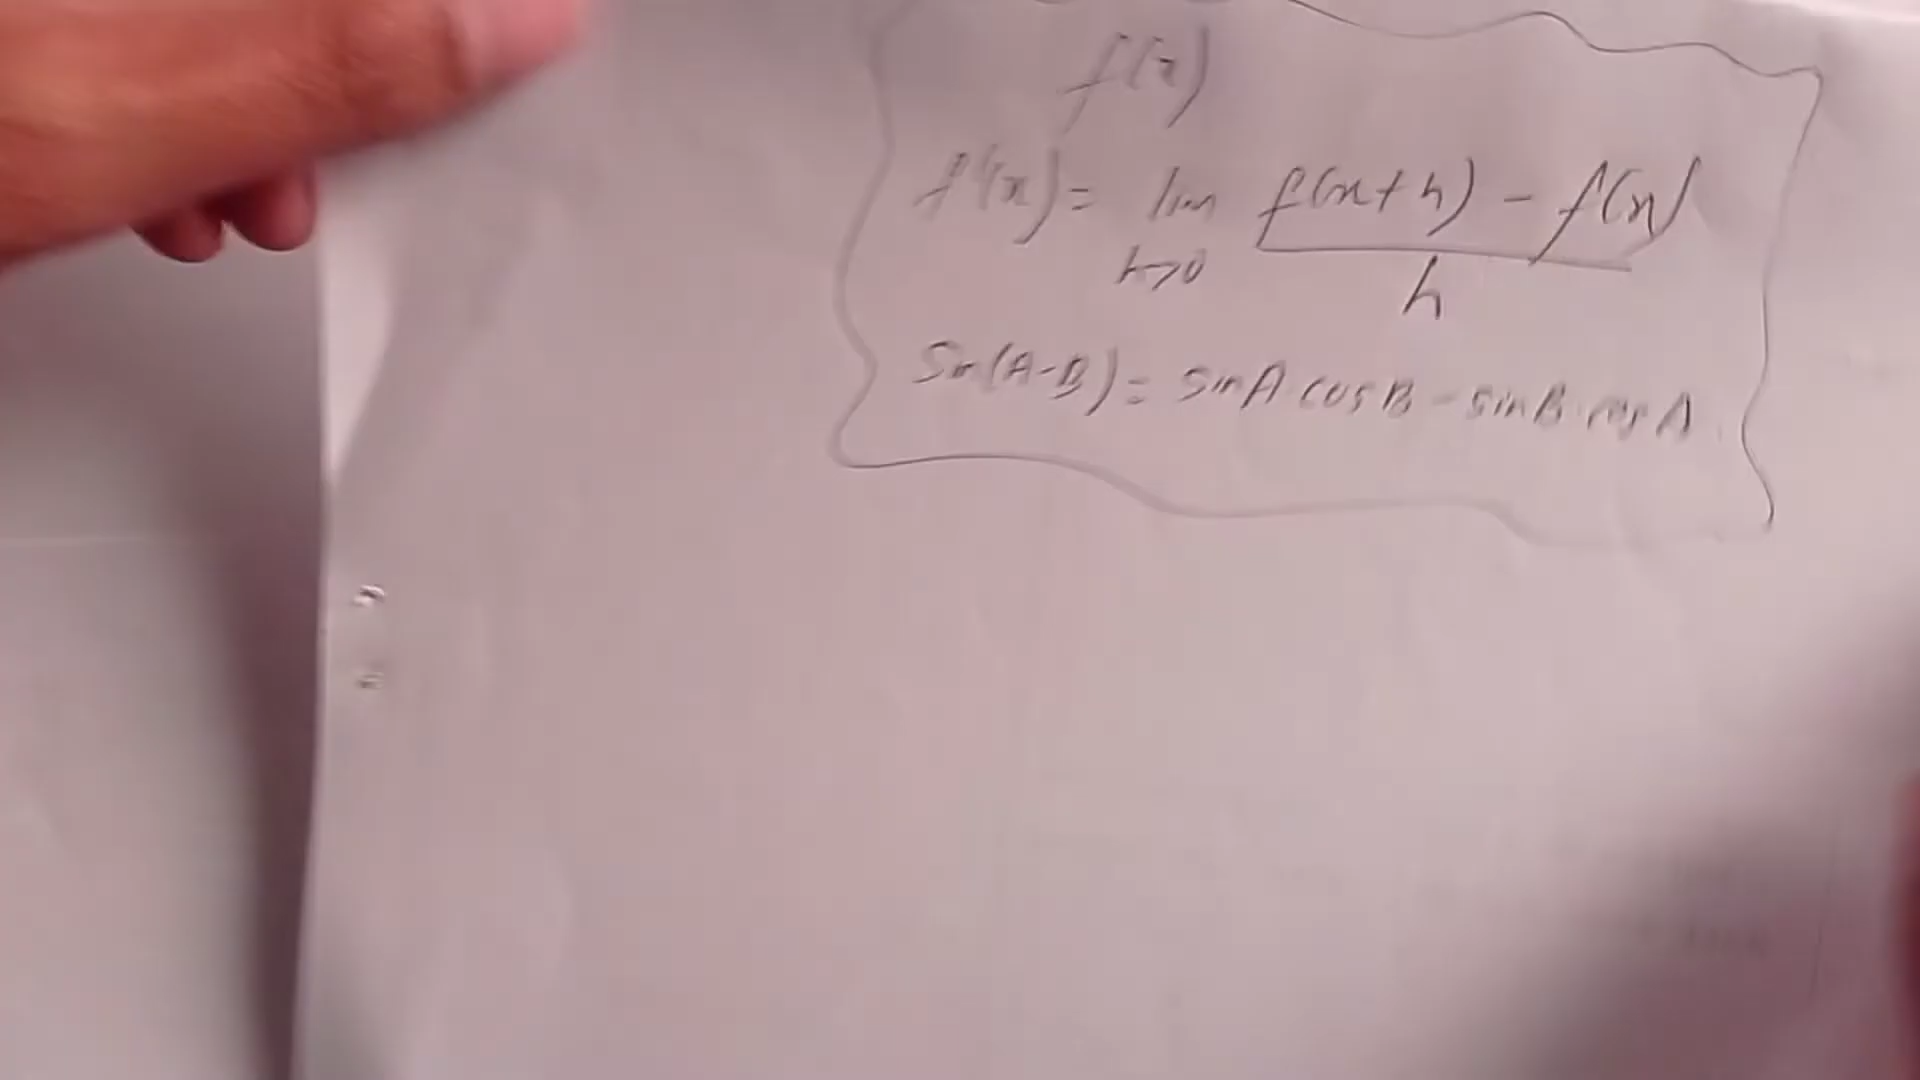 f(x)
f'(x) = lim f(x+h) - f(x)
h→0 h
Sin(A-B) = sinA.cosB - sinB.cosA